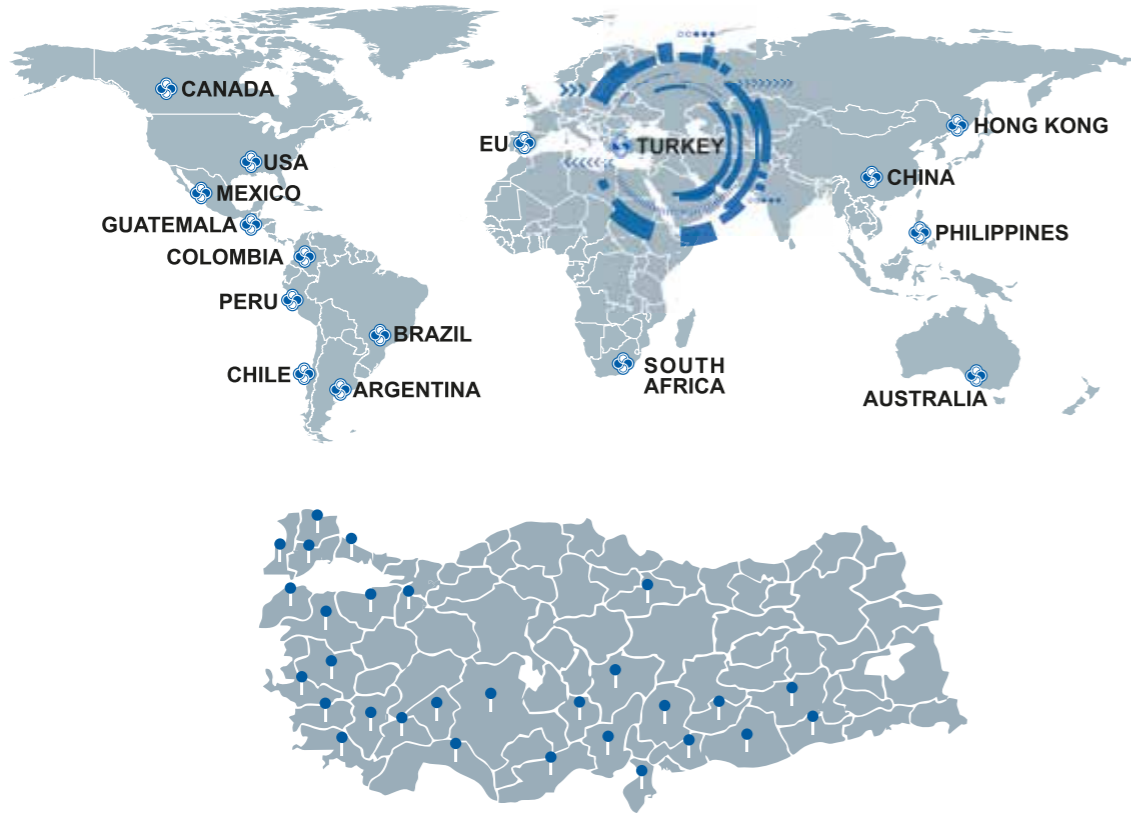 CANADA
HONG KONG
EU
TURKEY
USA
CHINA
MEXICO
GUATEMALA
PHILIPPINES
COLOMBIA
PERU
BRAZIL
SOUTH
AFRICA
CHILE
ARGENTINA
AUSTRALIA